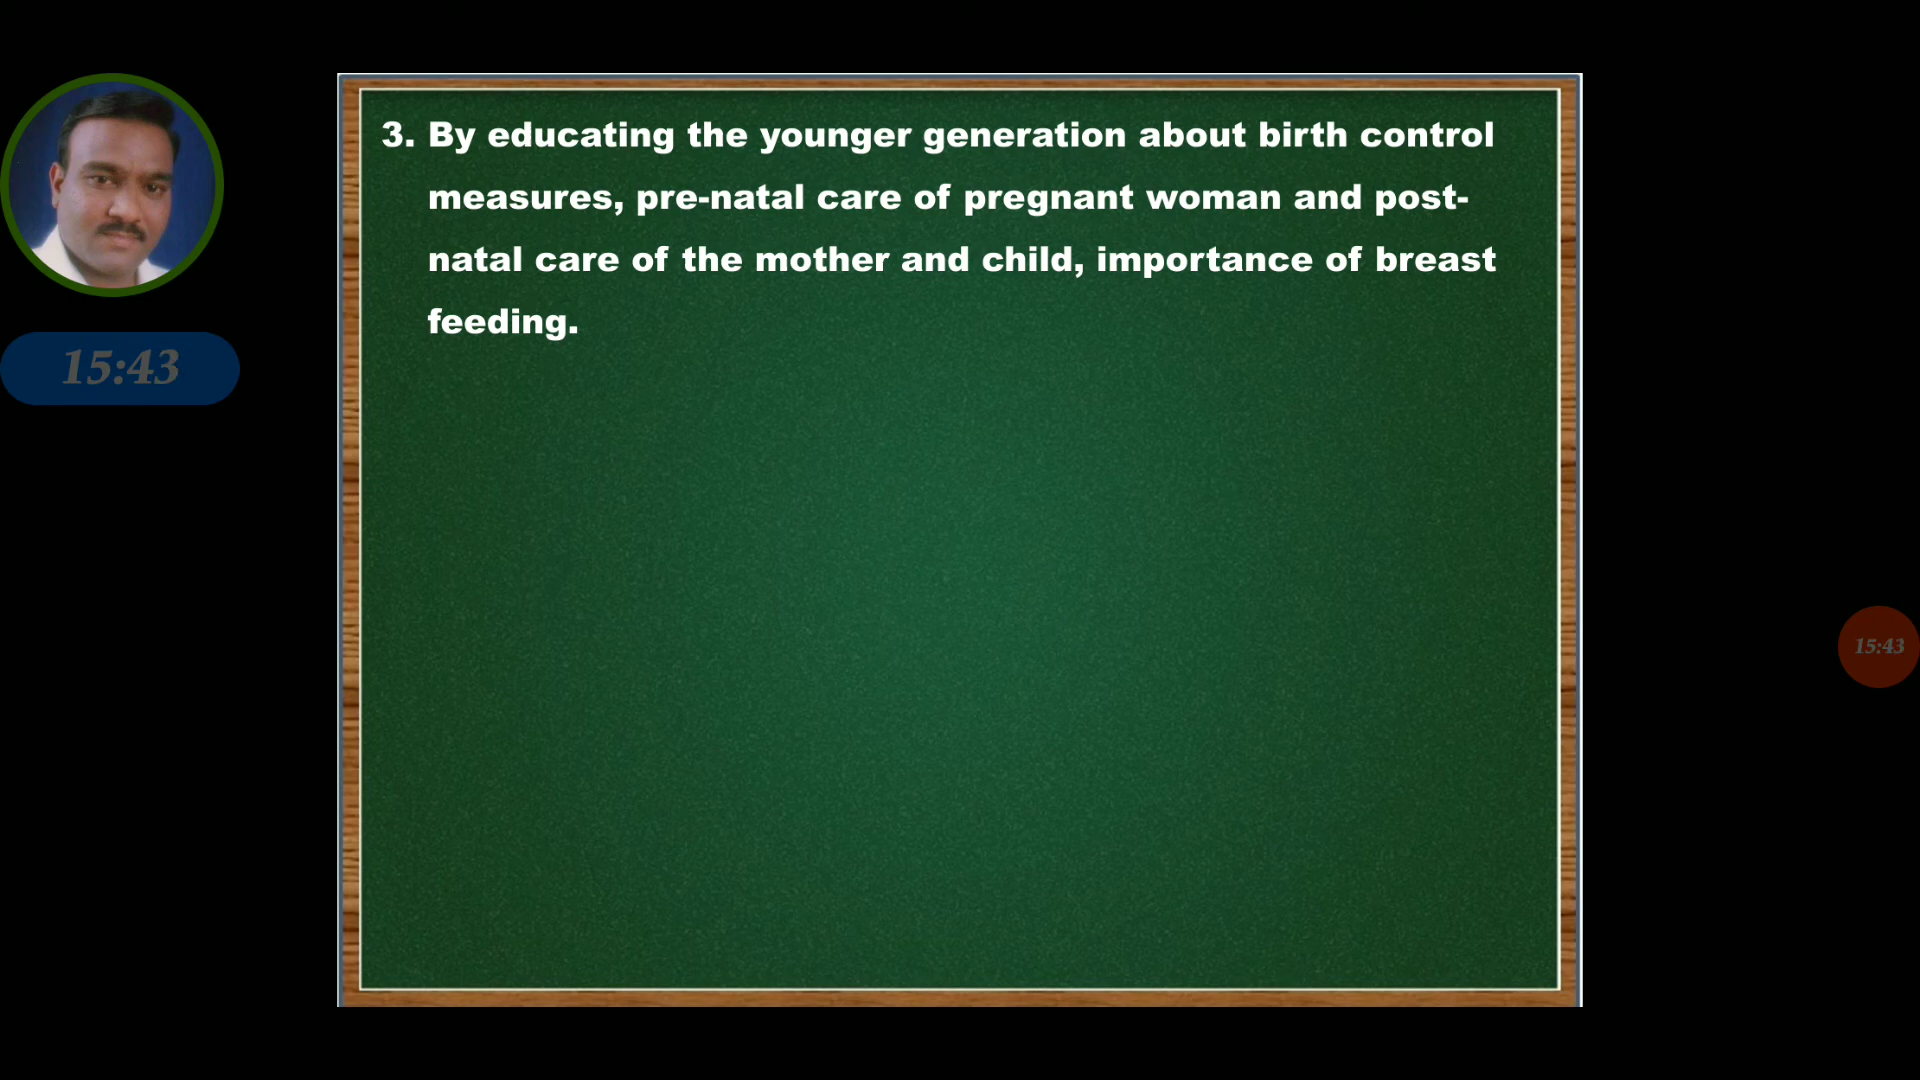 3. By educating the younger generation about birth control
measures, pre-natal care of pregnant woman and post-
natal care of the mother and child, importance of breast
feeding.
15:43
15:43